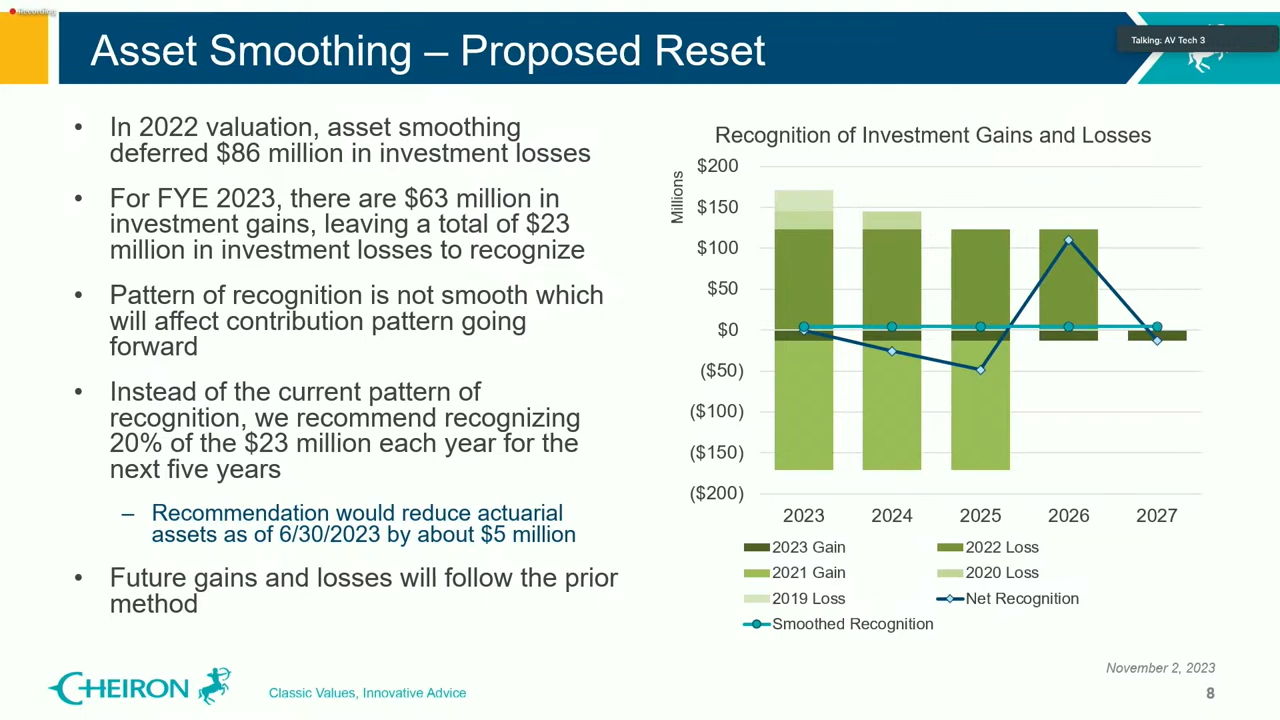 Recording
Asset Smoothing – Proposed Reset
Talking: AV Tech 3
• In 2022 valuation, asset smoothing
deferred $86 million in investment losses
• For FYE 2023, there are $63 million in
investment gains, leaving a total of $23
million in investment losses to recognize
• Pattern of recognition is not smooth which
will affect contribution pattern going
forward
• Instead of the current pattern of
recognition, we recommend recognizing
20% of the $23 million each year for the
next five years
– Recommendation would reduce actuarial
assets as of 6/30/2023 by about $5 million
• Future gains and losses will follow the prior
method
Recognition of Investment Gains and Losses
Millions
$200
$150
$100
$50
$0
($50)
($100)
($150)
($200)
2023 2024 2025 2026 2027
2023 Gain 2022 Loss
2021 Gain 2020 Loss
2019 Loss Net Recognition
Smoothed Recognition
CHEIRON
Classic Values, Innovative Advice
November 2, 2023
8